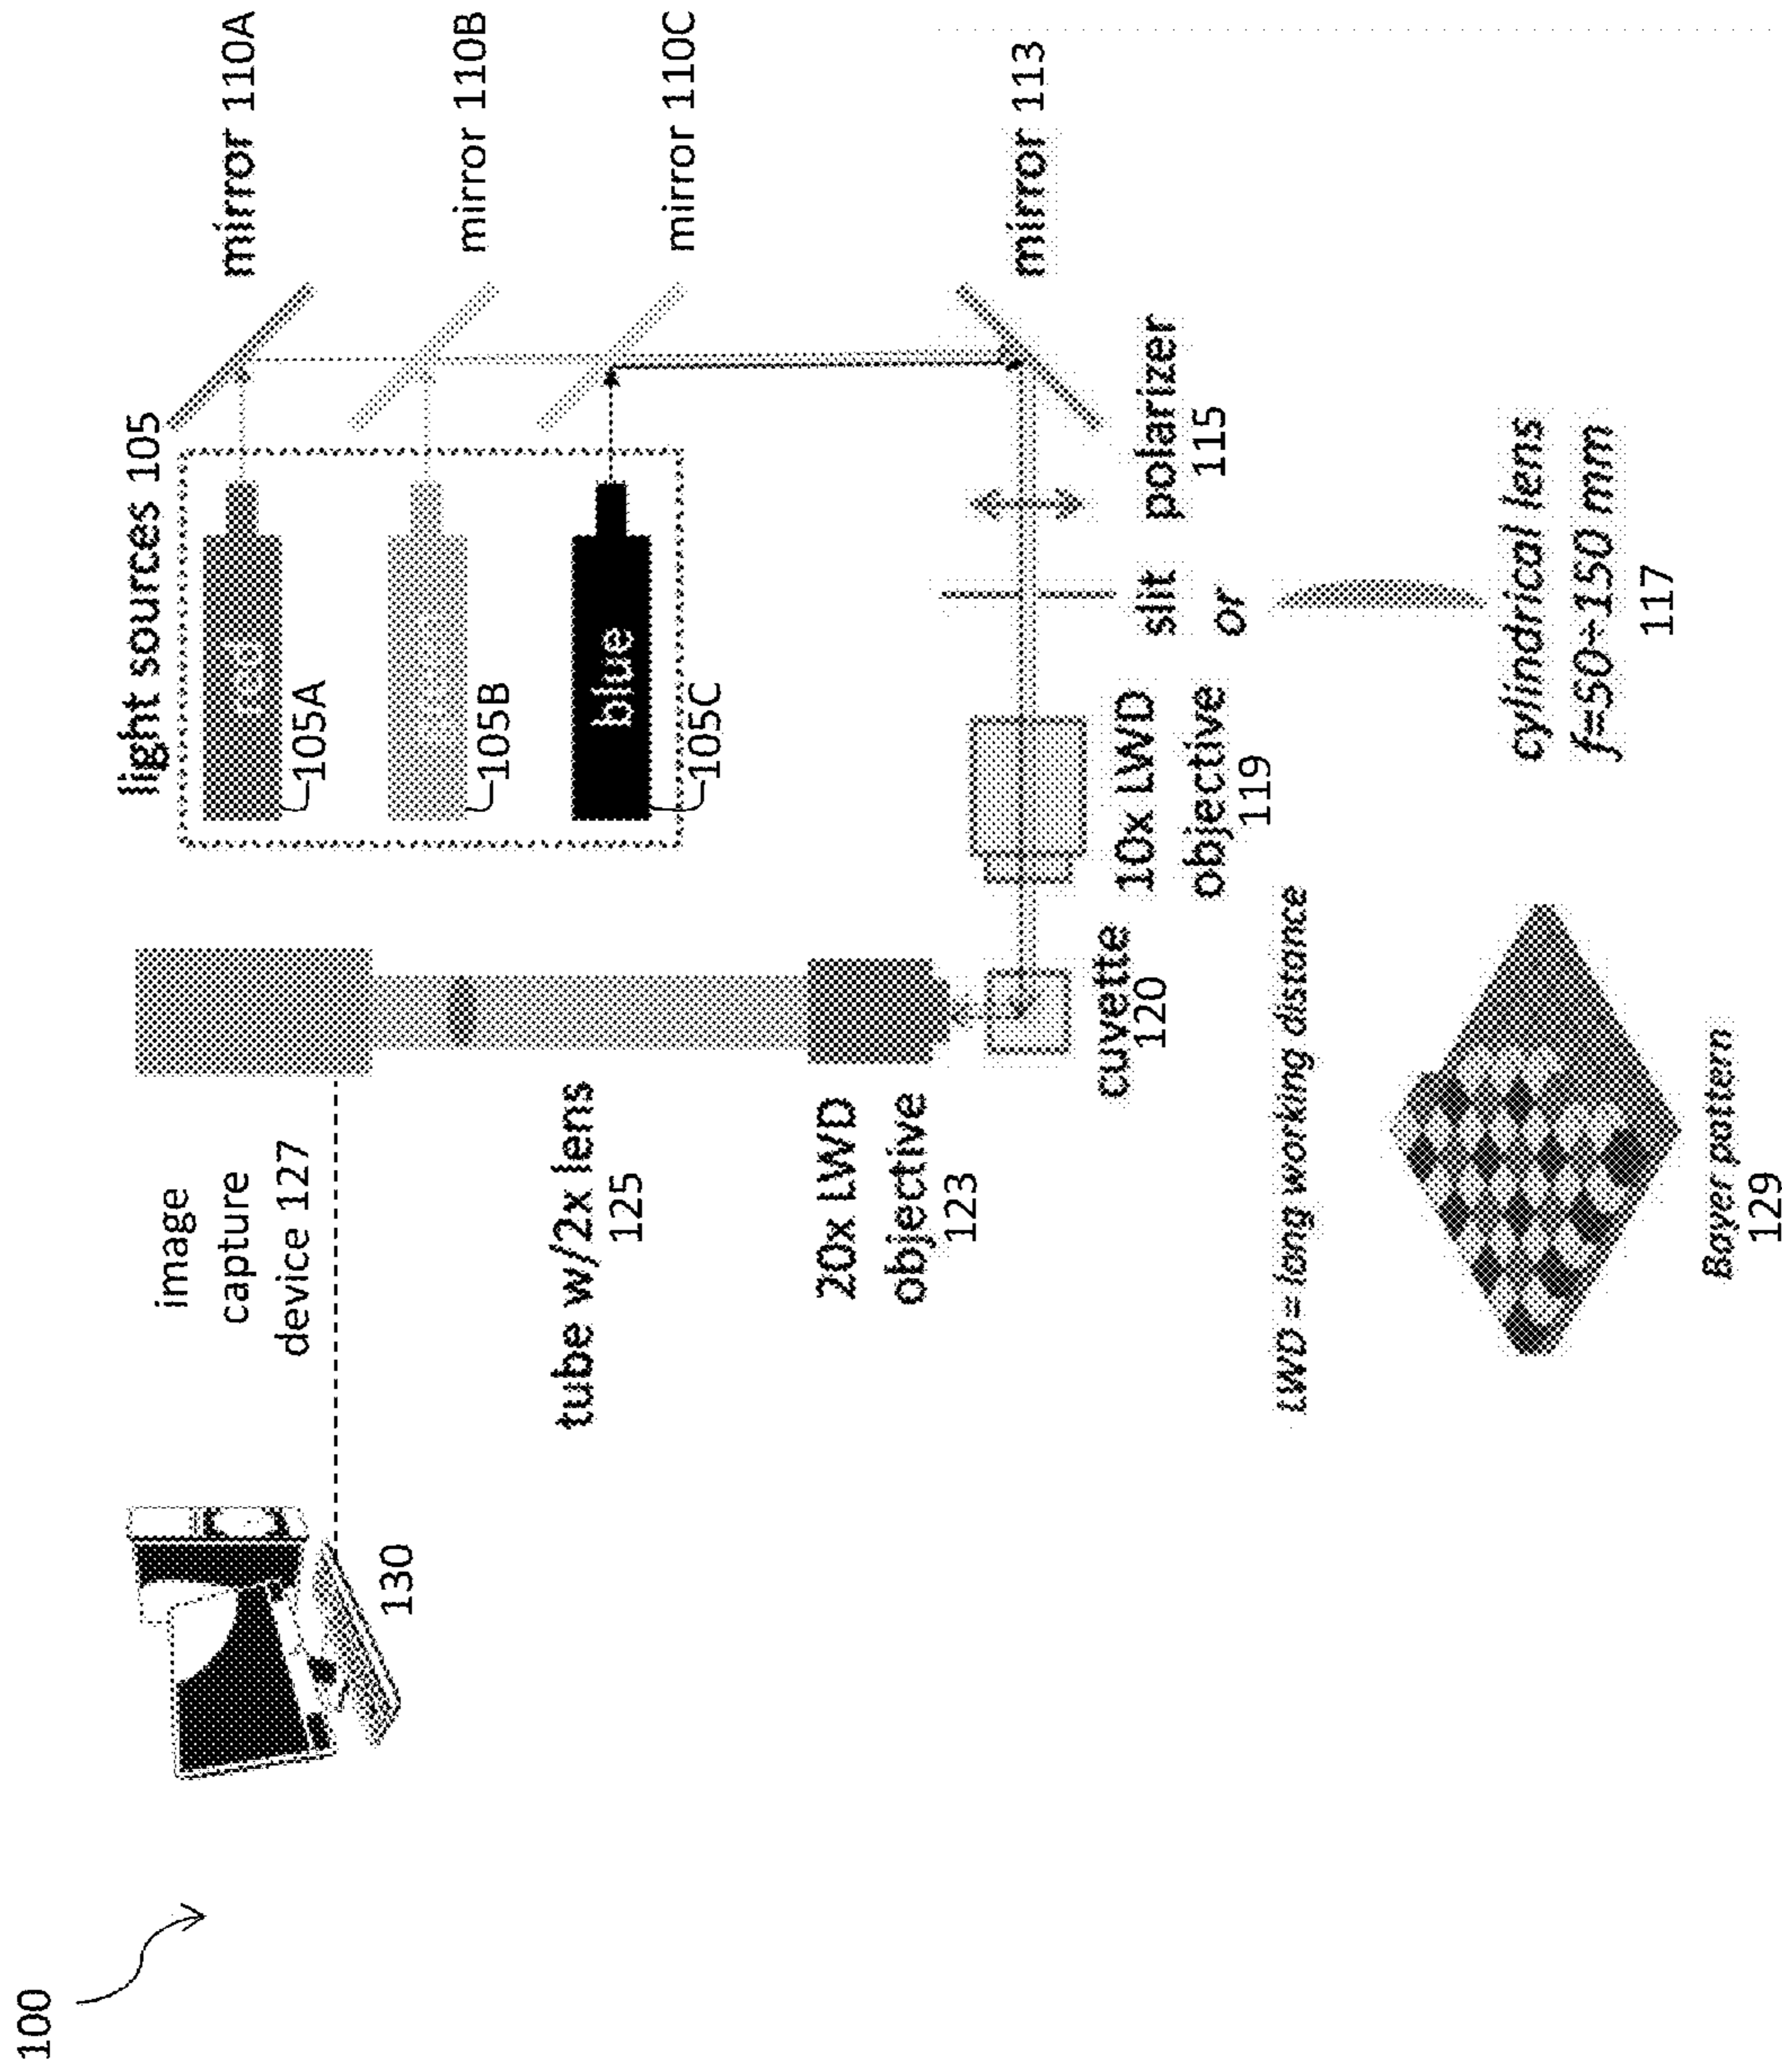 100
130
image
capture
device 127
tube w/2x lens
125
20x LWD
objective
123
light sources 105
red
105A
105B
blue
105C
mirror 110A
mirror 110B
mirror 110C
mirror 113
polarizer
115
slit
or
cylindrical lens
f=50÷150 mm
117
10x LWD
objective
119
cuvette
120
LWD = long working distance
Bayer pattern
129